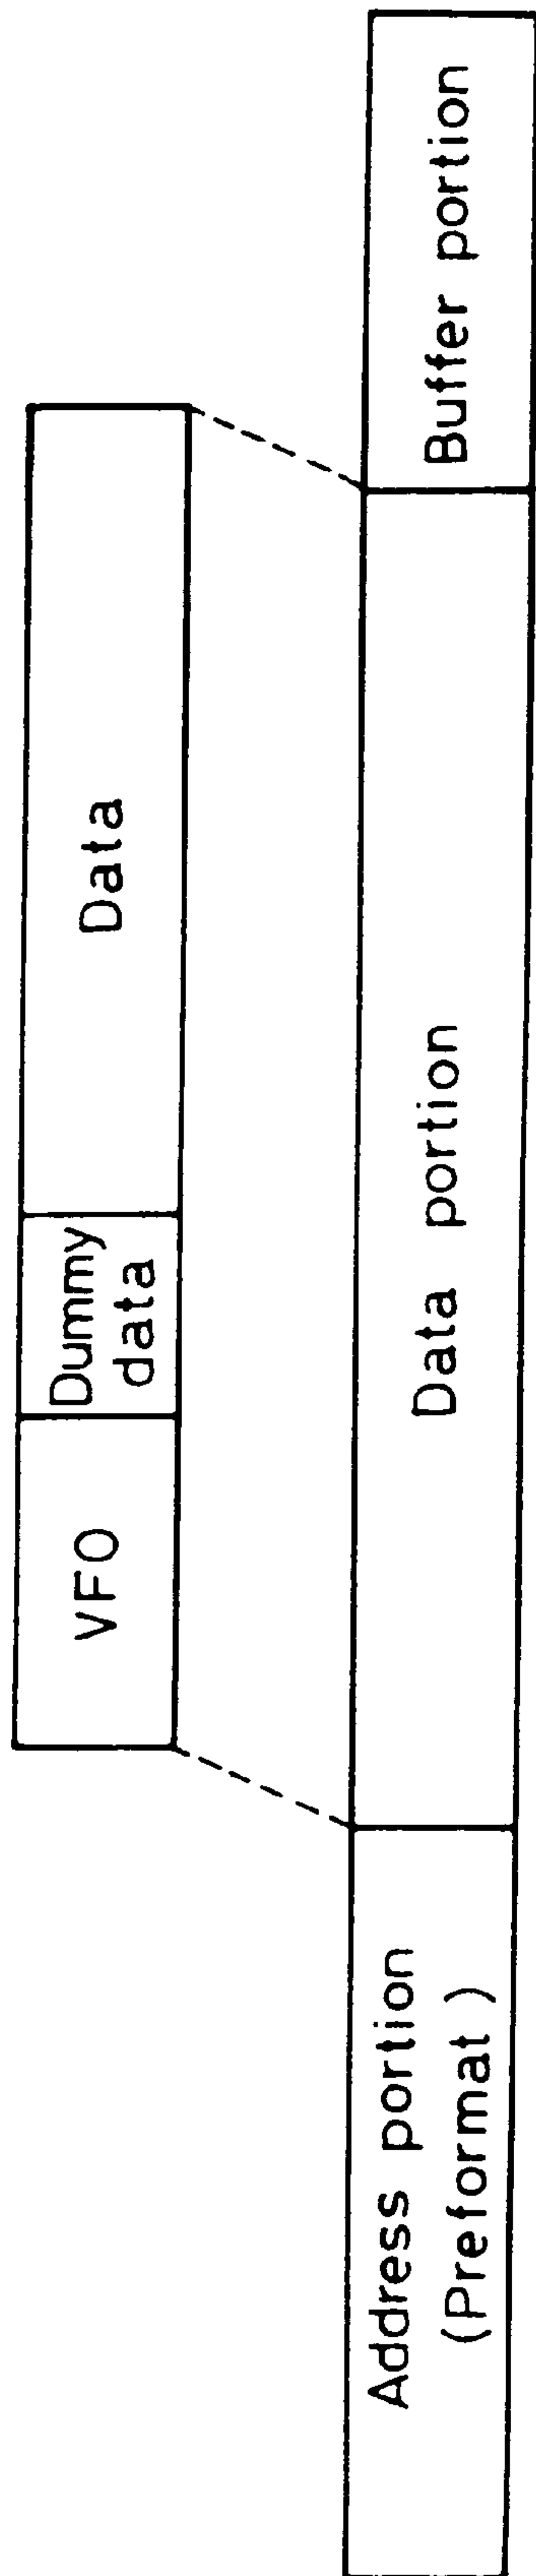 VFO
Dummy
data
Data
Address portion
(Preformat)
Data portion
Buffer portion